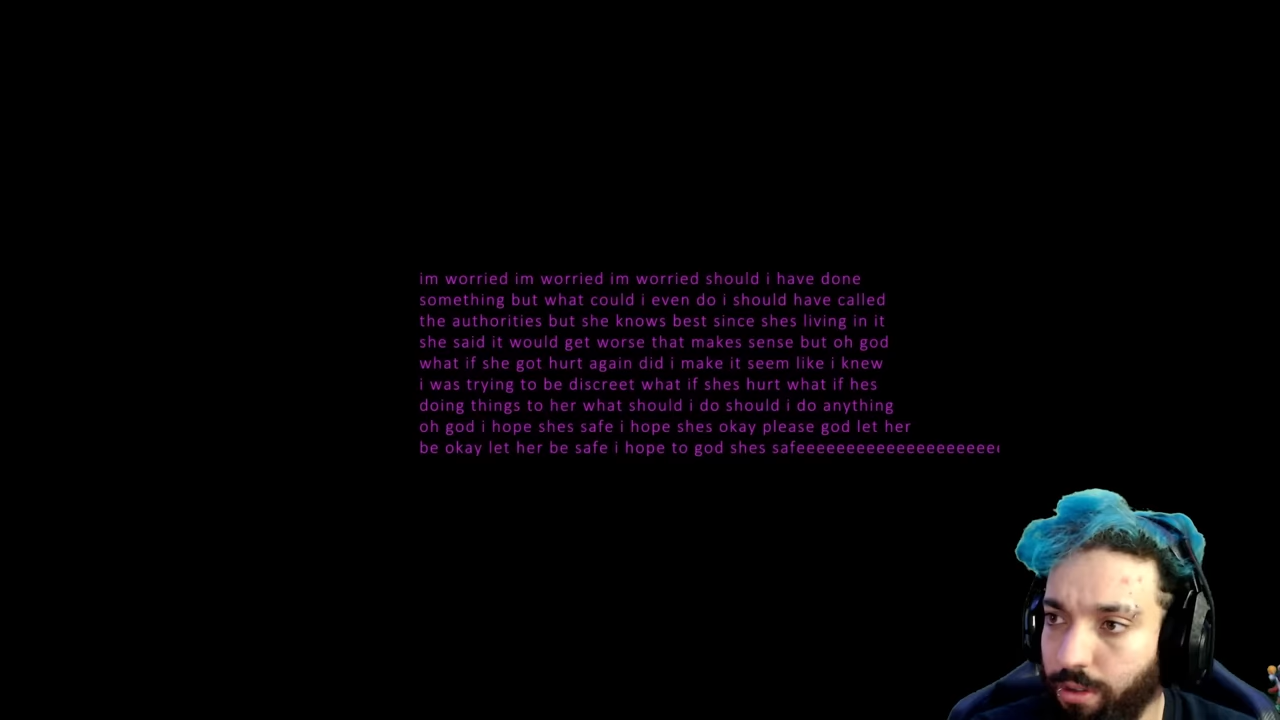 im worried im worried im worried should i have done
something but what could i even do i should have called
the authorities but she knows best since shes living in it
she said it would get worse that makes sense but oh god
what if she got hurt again did i make it seem like i knew
i was trying to be discreet what if shes hurt what if hes
doing things to her what should i do should i do anything
oh god i hope shes safe i hope shes okay please god let her
be okay let her be safe i hope to god shes safeeeeeeeeeeeeeeeeeeeee